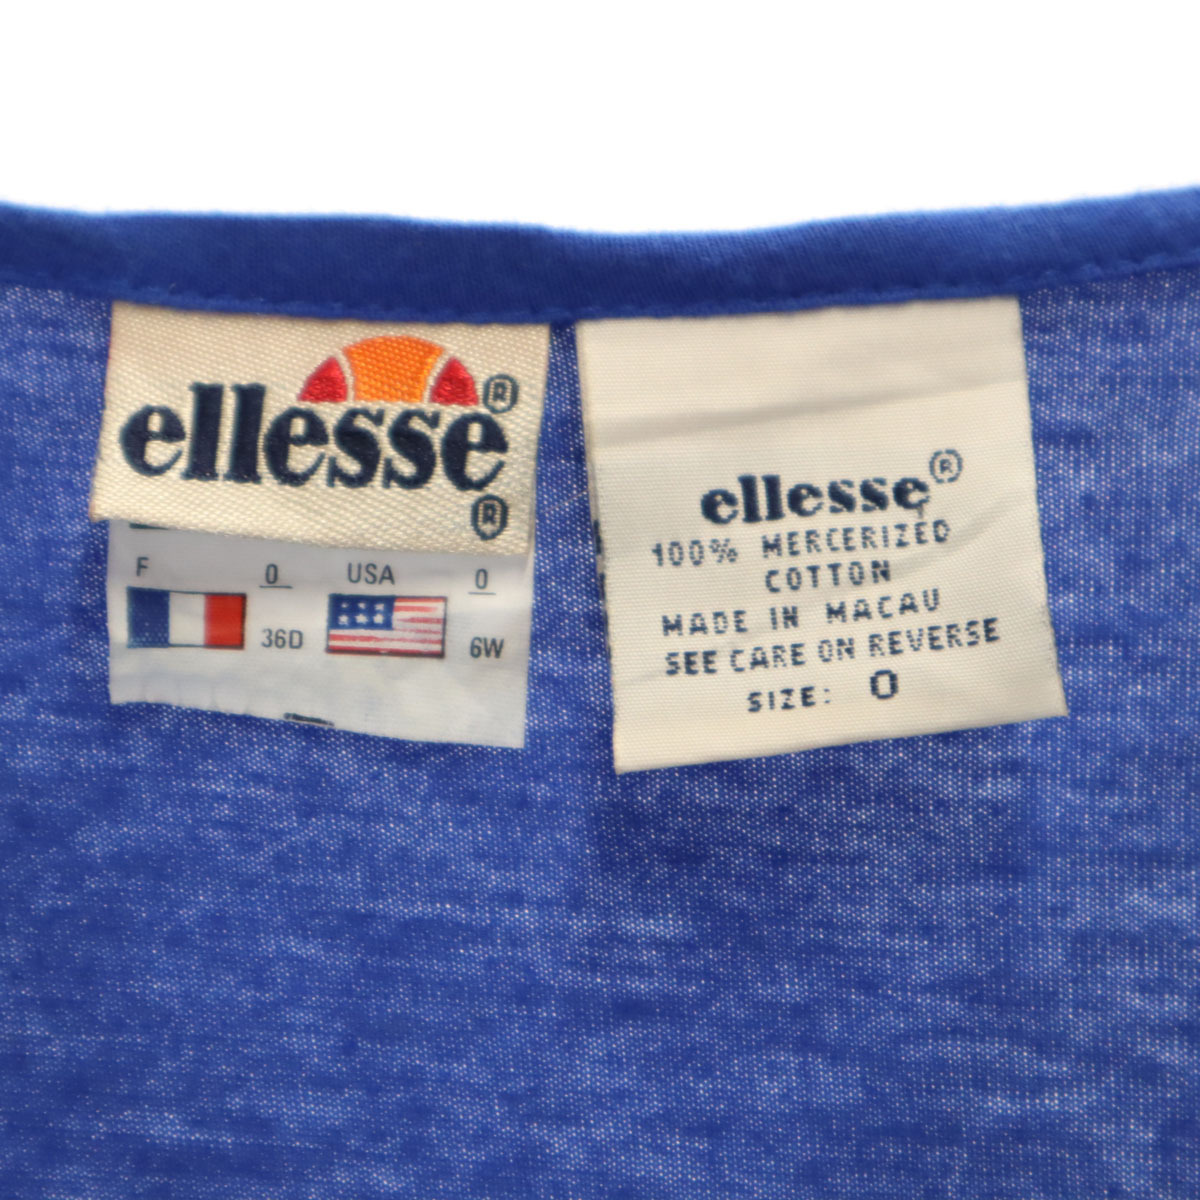 ellesse®
®
F 0 USA 0
36D 6W
ellesse®
100% MERCERIZED
COTTON
MADE IN MACAU
SEE CARE ON REVERSE
SIZE: 0